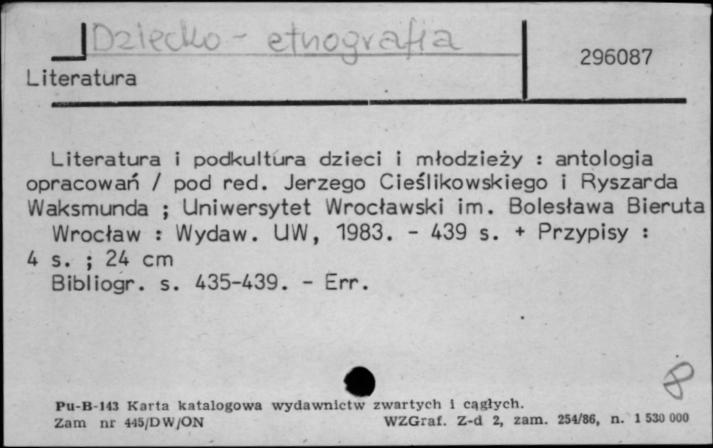 Dziecko - etnografia
296087
Literatura
Literatura i podkultura dzieci i młodzieży : antologia
opracowań / pod red. Jerzego Cieślikowskiego i Ryszarda
Waksmunda ; Uniwersytet Wrocławski im. Bolesława Bieruta
Wrocław : Wydaw. UW, 1983. - 439 s. + Przypisy :
4 s. ; 24 cm
Bibliogr. s. 435-439. - Err.
8
Pu-B-143 Karta katalogowa wydawnictw zwartych i ciągłych.
Zam nr 445/DW/ON WZGraf. Z-d 2, zam. 254/86, n. 1 530 000